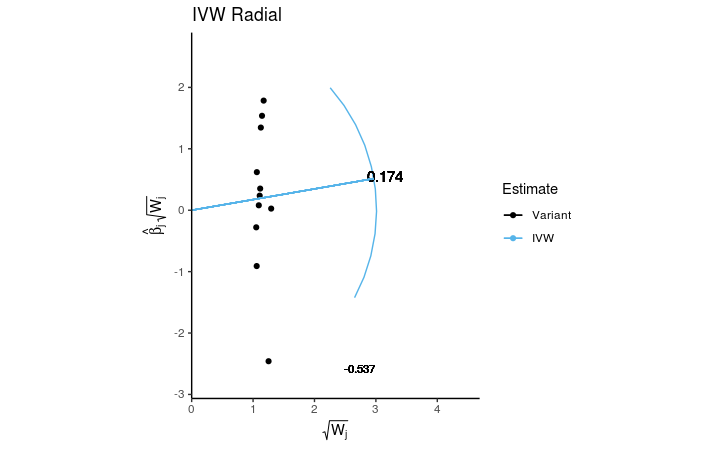 IVW Radial
2
1
0
-1
-2
-3
β̂j√Wj
0.174
-0.537
0 1 2 3 4
√Wj
Estimate
Variant
IVW